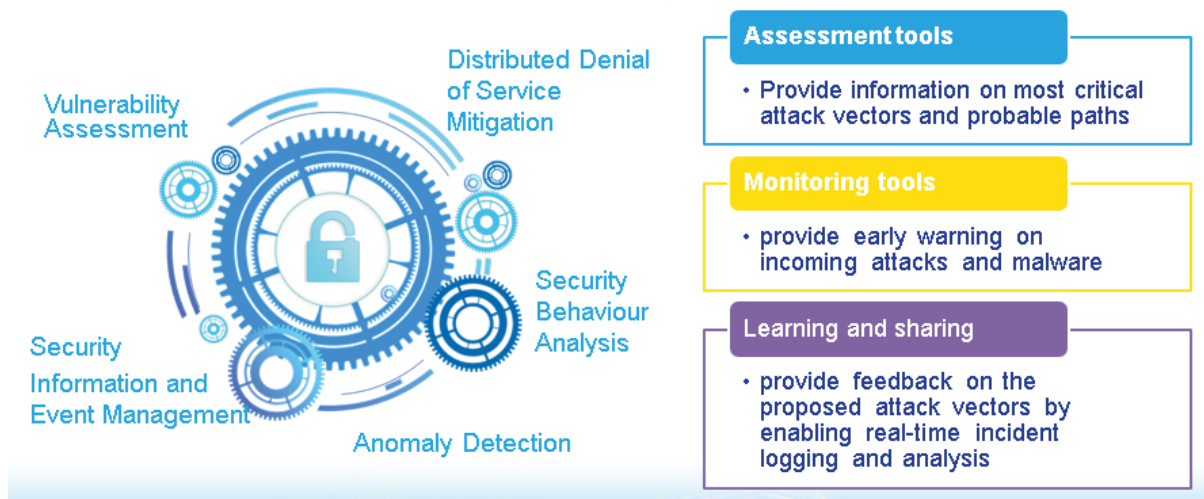 Vulnerability
Assessment
Distributed Denial
of Service
Mitigation
Security
Behaviour
Analysis
Security
Information and
Event Management
Anomaly Detection
Assessment tools
• Provide information on most critical
attack vectors and probable paths
Monitoring tools
• provide early warning on
incoming attacks and malware
Learning and sharing
• provide feedback on the
proposed attack vectors by
enabling real-time incident
logging and analysis